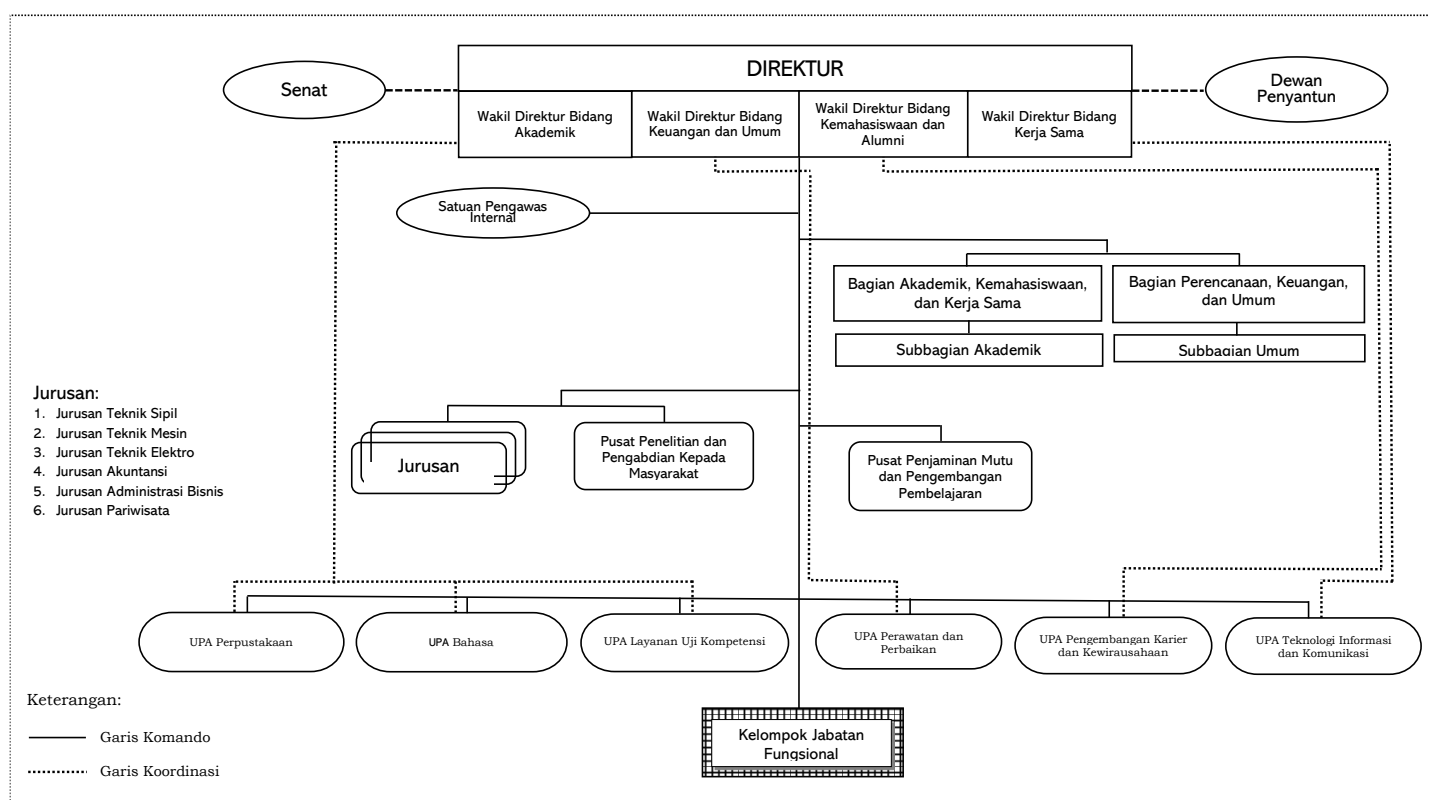 DIREKTUR
Senat
Dewan
Penyantun
Wakil Direktur Bidang
Akademik
Wakil Direktur Bidang
Keuangan dan Umum
Wakil Direktur Bidang
Kemahasiswaan dan
Alumni
Wakil Direktur Bidang
Kerja Sama
Satuan Pengawas
Internal
Bagian Akademik, Kemahasiswaan,
dan Kerja Sama
Bagian Perencanaan, Keuangan,
dan Umum
Subbagian Akademik
Subbagian Umum
Jurusan:
1. Jurusan Teknik Sipil
2. Jurusan Teknik Mesin
3. Jurusan Teknik Elektro
4. Jurusan Akuntansi
5. Jurusan Administrasi Bisnis
6. Jurusan Pariwisata
Jurusan
Pusat Penelitian dan
Pengabdian Kepada
Masyarakat
Pusat Penjaminan Mutu
dan Pengembangan
Pembelajaran
UPA Perpustakaan
UPA Bahasa
UPA Layanan Uji Kompetensi
UPA Perawatan dan
Perbaikan
UPA Pengembangan Karier
dan Kewirausahaan
UPA Teknologi Informasi
dan Komunikasi
Keterangan:
Garis Komando
Garis Koordinasi
Kelompok Jabatan
Fungsional